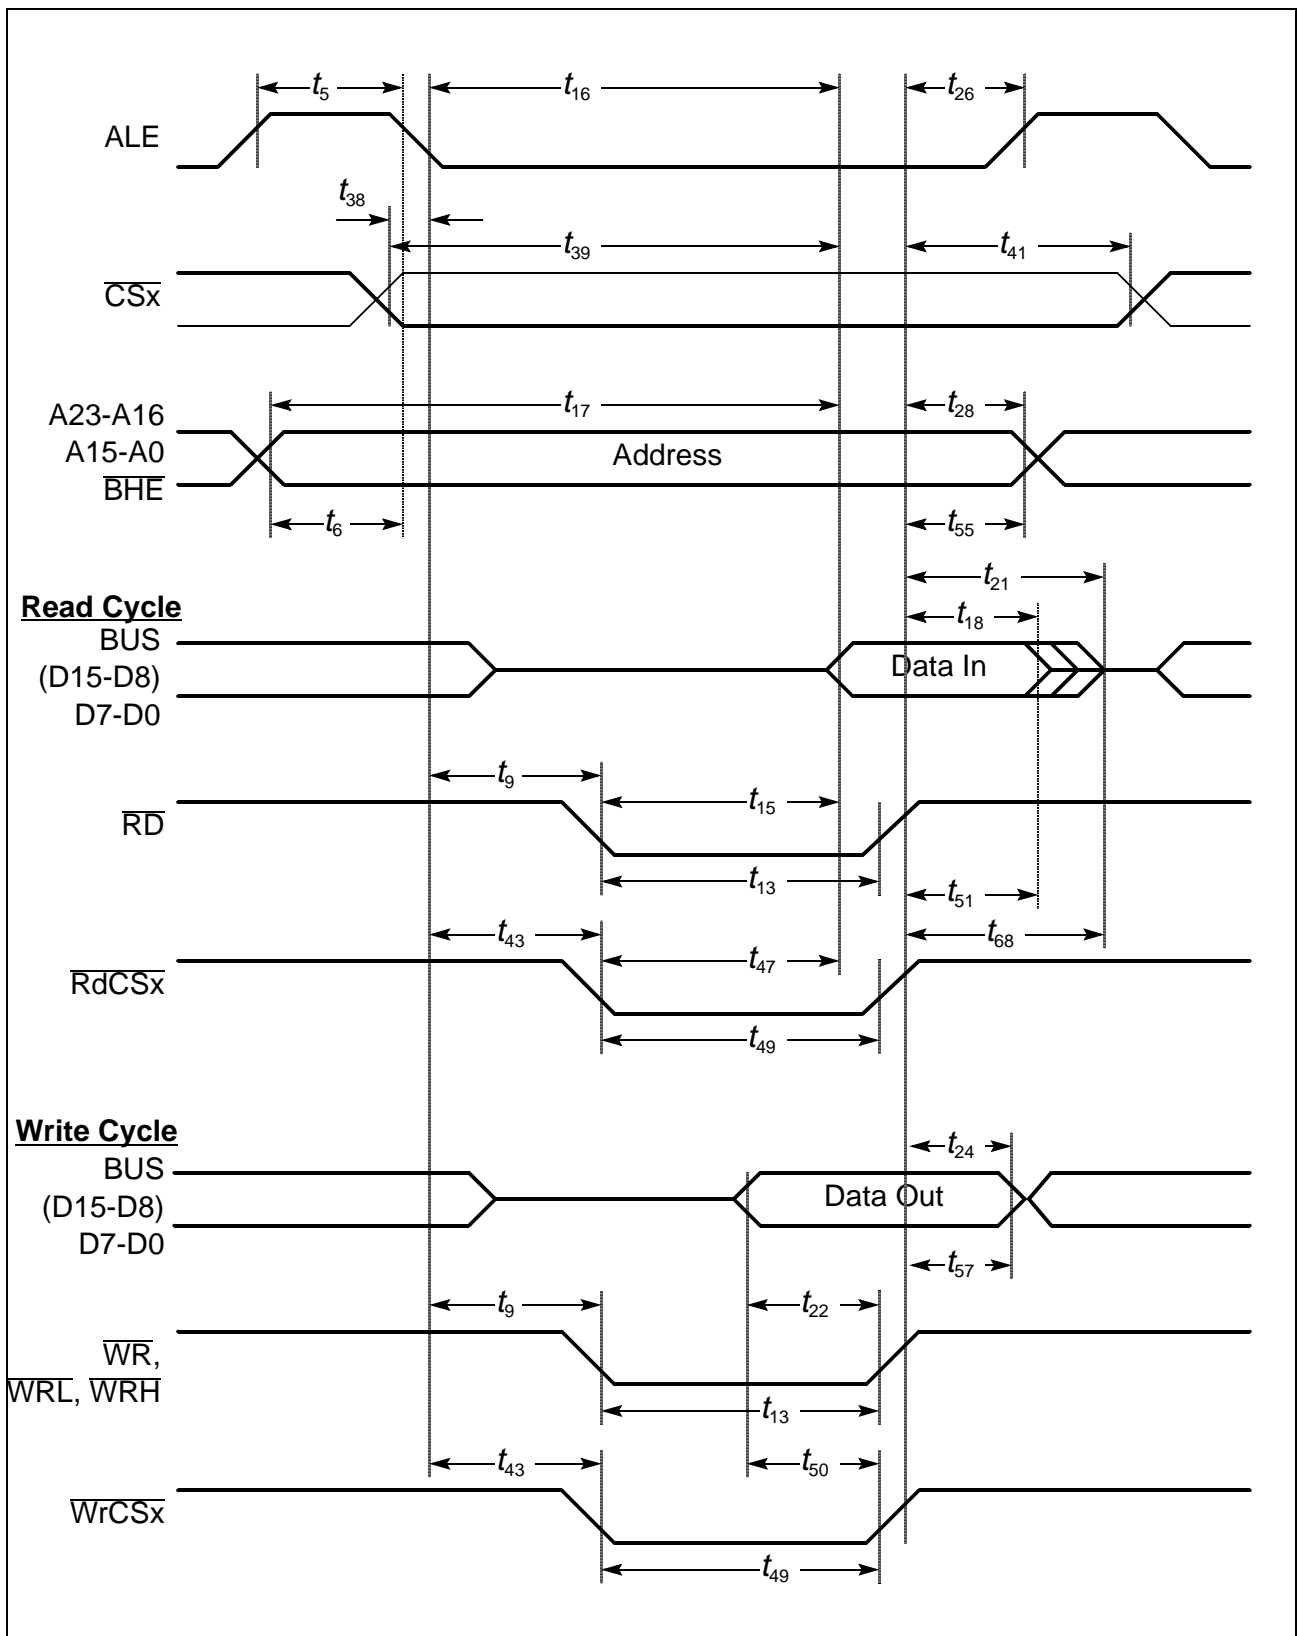 t5 t16 t26
ALE
t38
t39 t41
CSx
t17 t28
A23-A16
A15-A0 Address
BHE
t6 t55
t21
Read Cycle t18
BUS
(D15-D8) Data In
D7-D0
t9
t15
RD
t13 t51
t43 t68
t47
RdCSx
t49
Write Cycle
t24
BUS
(D15-D8) Data Out
D7-D0
t57
t9 t22
WR,
WRL, WRH
t13
t43 t50
WrCSx
t49